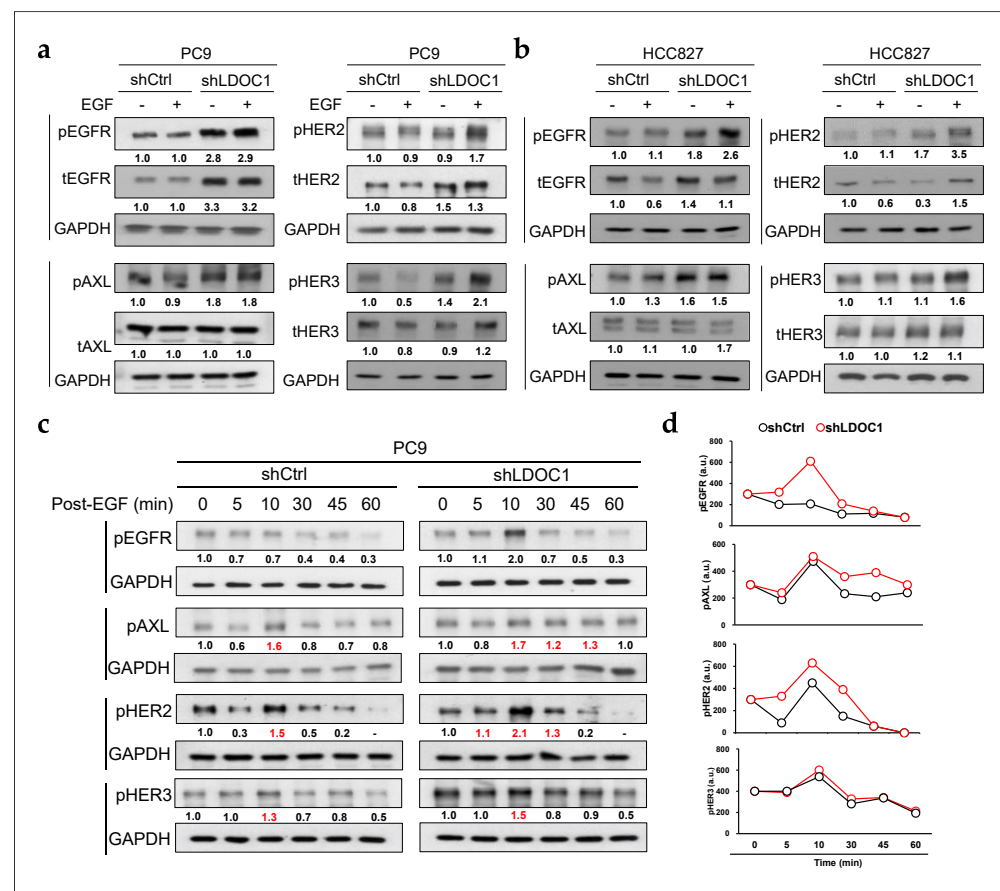 a
PC9
shCtrl shLDOC1
EGF - + - +
pEGFR
1.0 1.0 2.8 2.9
tEGFR
1.0 1.0 3.3 3.2
GAPDH
pAXL
1.0 0.9 1.8 1.8
tAXL
1.0 1.0 1.0 1.0
GAPDH
PC9
shCtrl shLDOC1
EGF - + - +
pHER2
1.0 0.9 0.9 1.7
tHER2
1.0 0.8 1.5 1.3
GAPDH
pHER3
1.0 0.5 1.4 2.1
tHER3
1.0 0.8 0.9 1.2
GAPDH
b
HCC827
shCtrl shLDOC1
- + - +
pEGFR
1.0 1.1 1.8 2.6
tEGFR
1.0 0.6 1.4 1.1
GAPDH
pAXL
1.0 1.3 1.6 1.5
tAXL
1.0 1.1 1.0 1.7
GAPDH
HCC827
shCtrl shLDOC1
- + - +
pHER2
1.0 1.1 1.7 3.5
tHER2
1.0 0.6 0.3 1.5
GAPDH
pHER3
1.0 1.1 1.1 1.6
tHER3
1.0 1.0 1.2 1.1
GAPDH
c
PC9
shCtrl shLDOC1
Post-EGF (min) 0 5 10 30 45 60 0 5 10 30 45 60
pEGFR
1.0 0.7 0.7 0.4 0.4 0.3 1.0 1.1 2.0 0.7 0.5 0.3
GAPDH
pAXL
1.0 0.6 1.6 0.8 0.7 0.8 1.0 0.8 1.7 1.2 1.3 1.0
GAPDH
pHER2
1.0 0.3 1.5 0.5 0.2 - 1.0 1.1 2.1 1.3 0.2 -
GAPDH
pHER3
1.0 1.0 1.3 0.7 0.8 0.5 1.0 1.0 1.5 0.8 0.9 0.5
GAPDH
d
shCtrl shLDOC1
pEGFR (a.u.)
800
600
400
200
0
pAXL (a.u.)
800
600
400
200
0
pHER2 (a.u.)
800
600
400
200
0
pHER3 (a.u.)
800
600
400
200
0
0 5 10 30 45 60
Time (min)